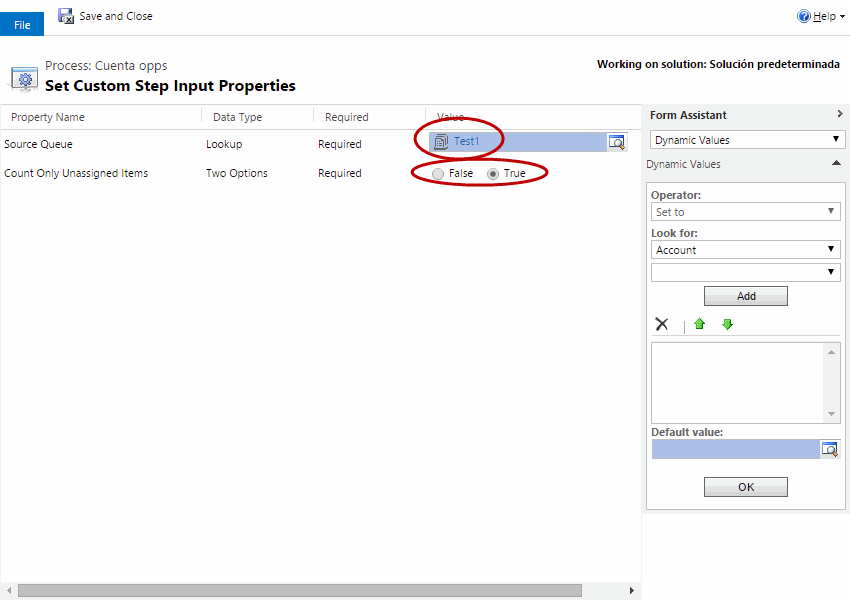 File
Save and Close
Help
Process: Cuenta opps
Set Custom Step Input Properties
Working on solution: Solución predeterminada
Property Name Data Type Required Value
Source Queue Lookup Required Test1
Count Only Unassigned Items Two Options Required False True
Form Assistant
Dynamic Values
Dynamic Values
Operator:
Set to
Look for:
Account
Add
Default value:
OK